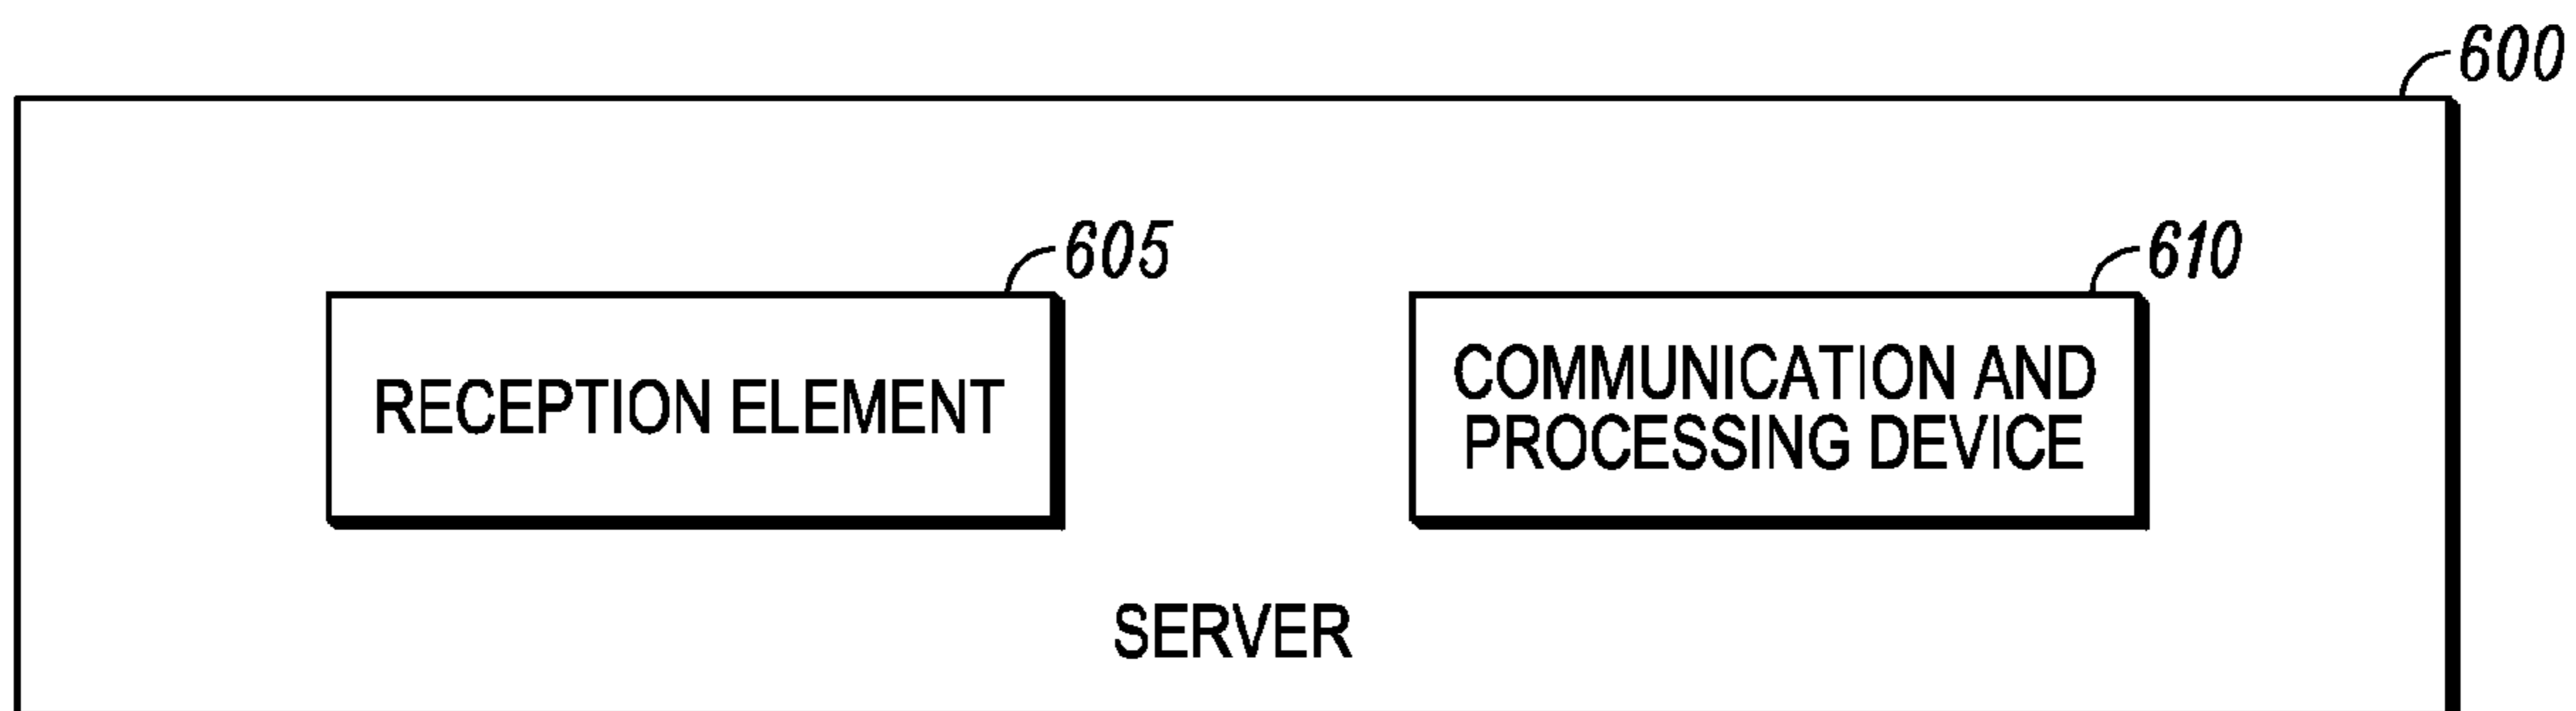 600
605
610
RECEPTION ELEMENT
COMMUNICATION AND
PROCESSING DEVICE
SERVER